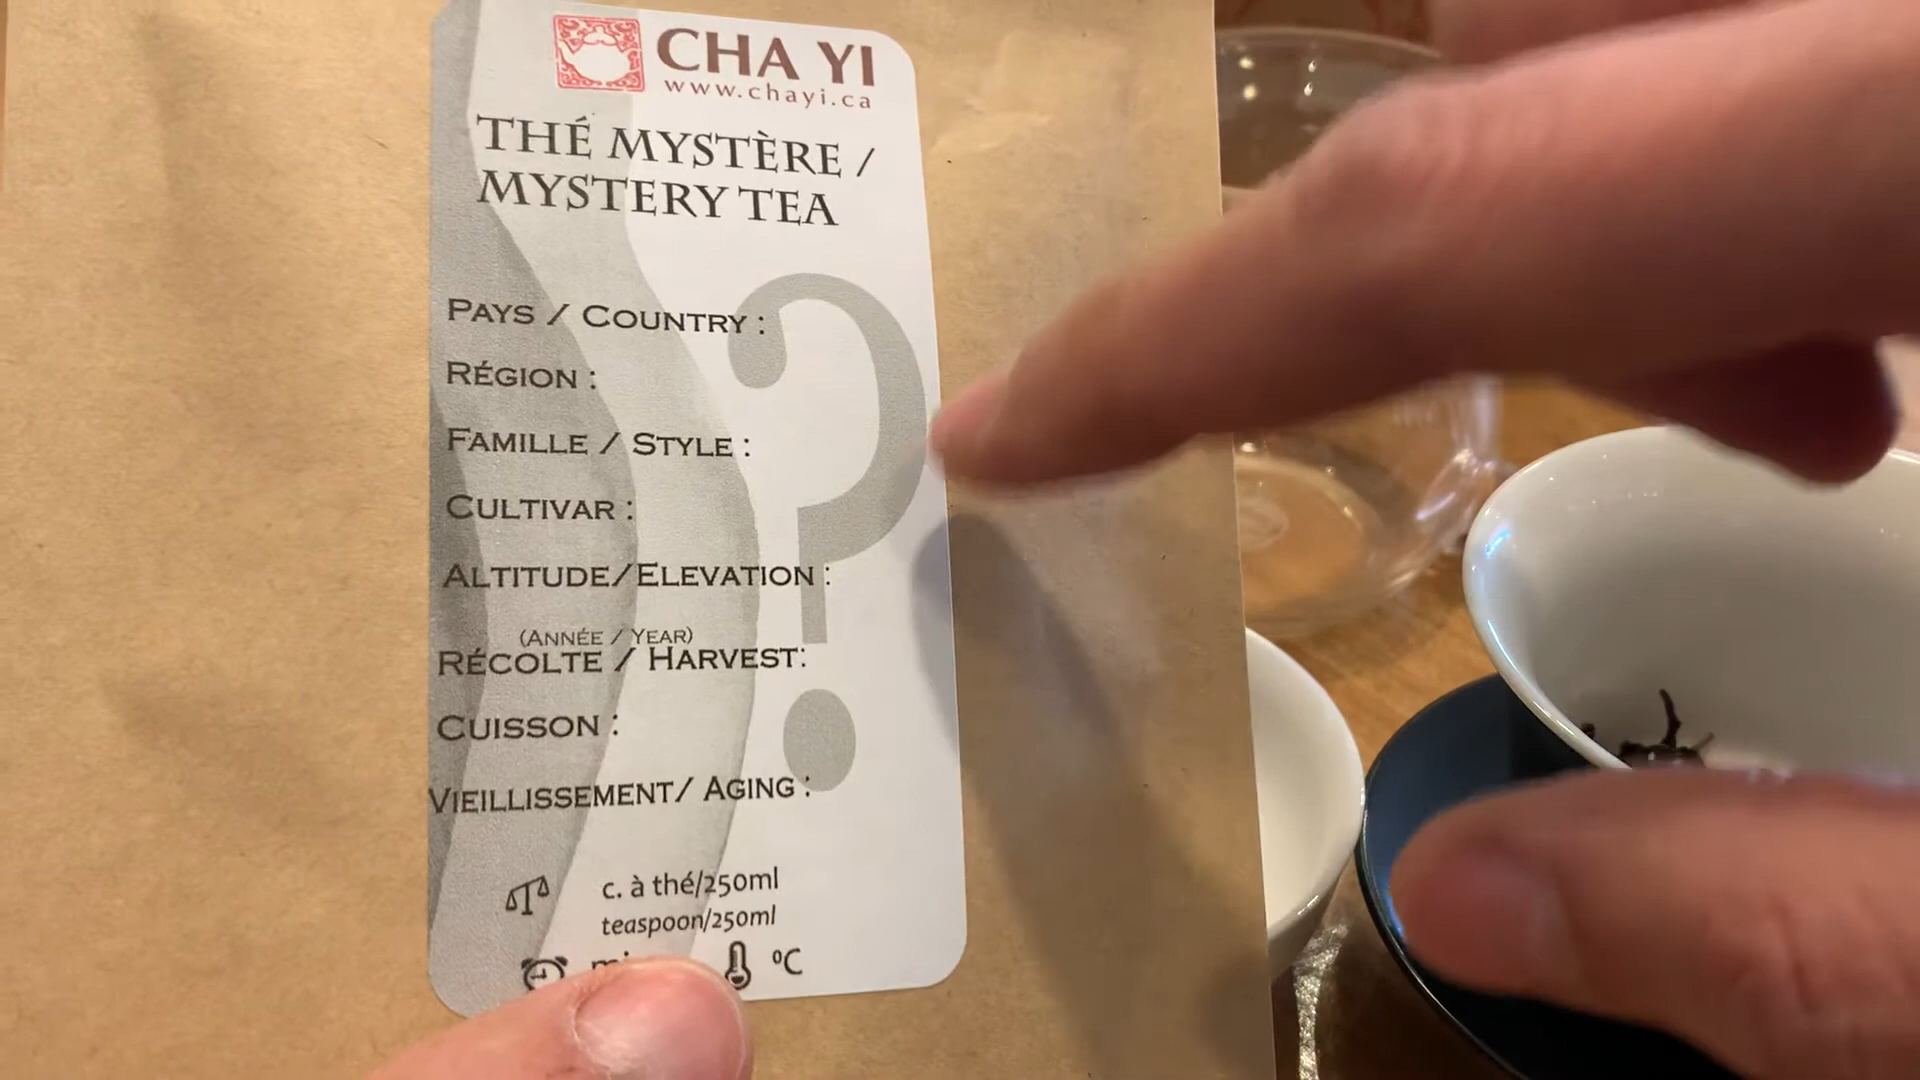 CHA YI
www.chayi.ca
THÉ MYSTÈRE /
MYSTERY TEA
PAYS / COUNTRY :
RÉGION :
FAMILLE / STYLE :
CULTIVAR :
ALTITUDE/ELEVATION :
(ANNÉE / YEAR)
RÉCOLTE / HARVEST:
CUISSON :
VIEILLISSEMENT/ AGING :
c. à thé/250ml
teaspoon/250ml
ºC